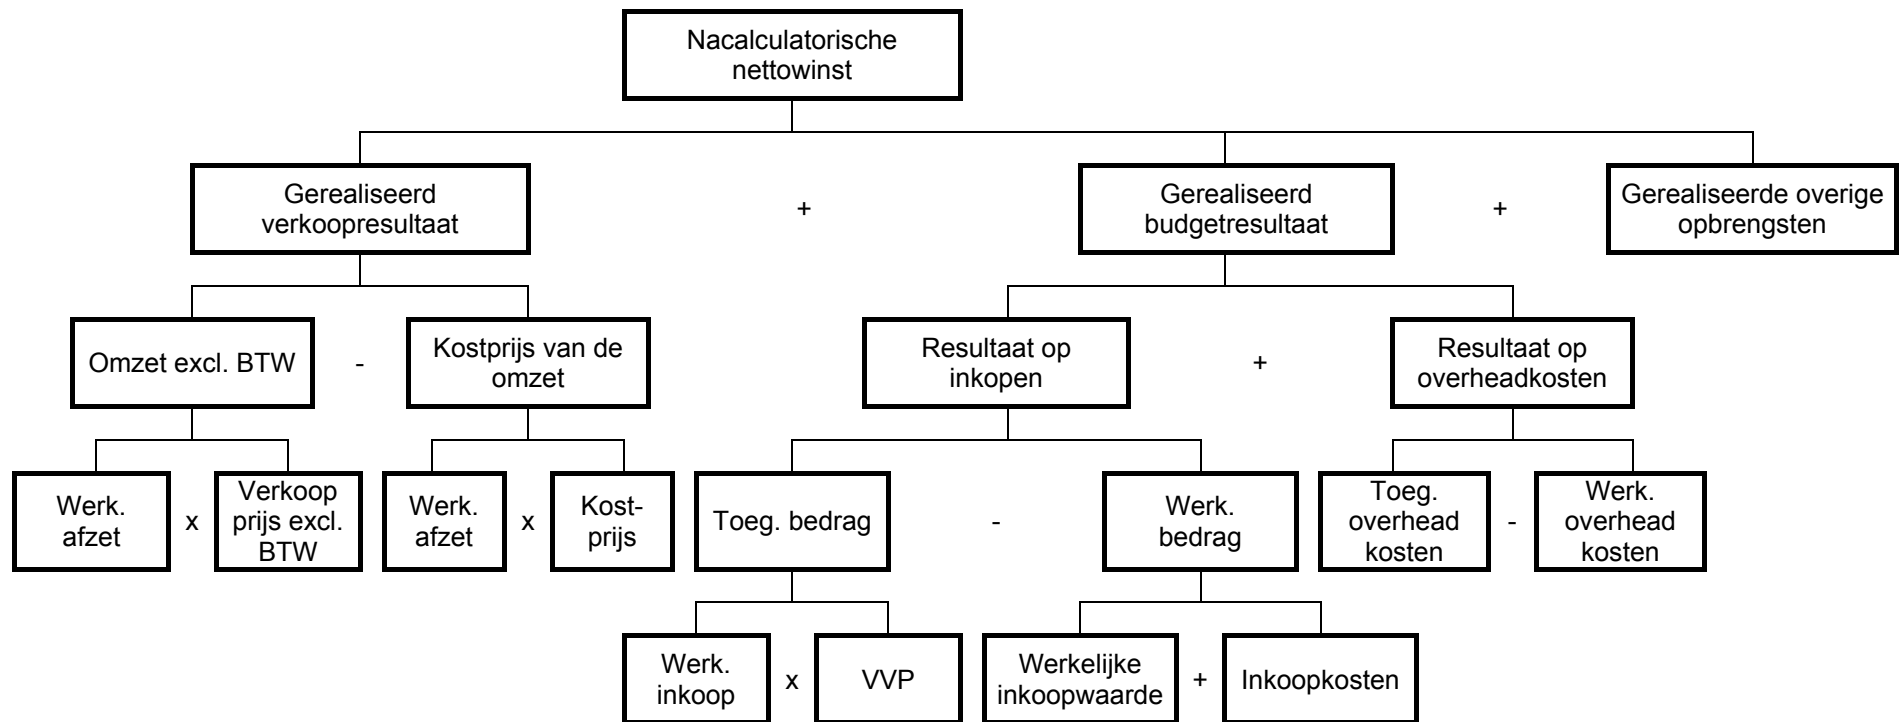 Nacalculatorische
nettowinst
Gerealiseerd
verkoopresultaat
+
Gerealiseerd
budgetresultaat
+
Gerealiseerde overige
opbrengsten
Omzet excl. BTW
-
Kostprijs van de
omzet
Resultaat op
inkopen
+
Resultaat op
overheadkosten
Werk.
afzet
x
Verkoop
prijs excl.
BTW
Werk.
afzet
x
Kost-
prijs
Toeg. bedrag
-
Werk.
bedrag
Toeg.
overhead
kosten
-
Werk.
overhead
kosten
Werk.
inkoop
x
VVP
Werkelijke
inkoopwaarde
+
Inkoopkosten